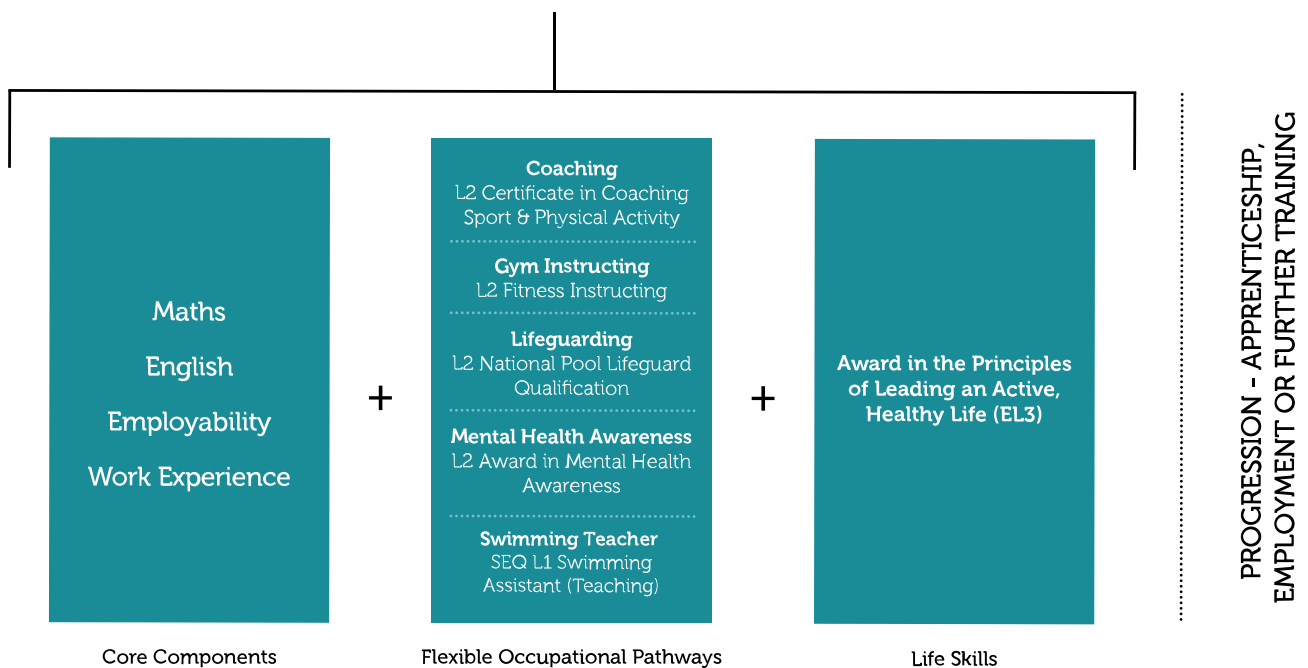 Maths
English
Employability
Work Experience
Core Components
+
Coaching
L2 Certificate in Coaching
Sport & Physical Activity
Gym Instructing
L2 Fitness Instructing
Lifeguarding
L2 National Pool Lifeguard
Qualification
Mental Health Awareness
L2 Award in Mental Health
Awareness
Swimming Teacher
SEQ L1 Swimming
Assistant (Teaching)
Flexible Occupational Pathways
+
Award in the Principles
of Leading an Active,
Healthy Life (EL3)
Life Skills
PROGRESSION - APPRENTICESHIP,
EMPLOYMENT OR FURTHER TRAINING